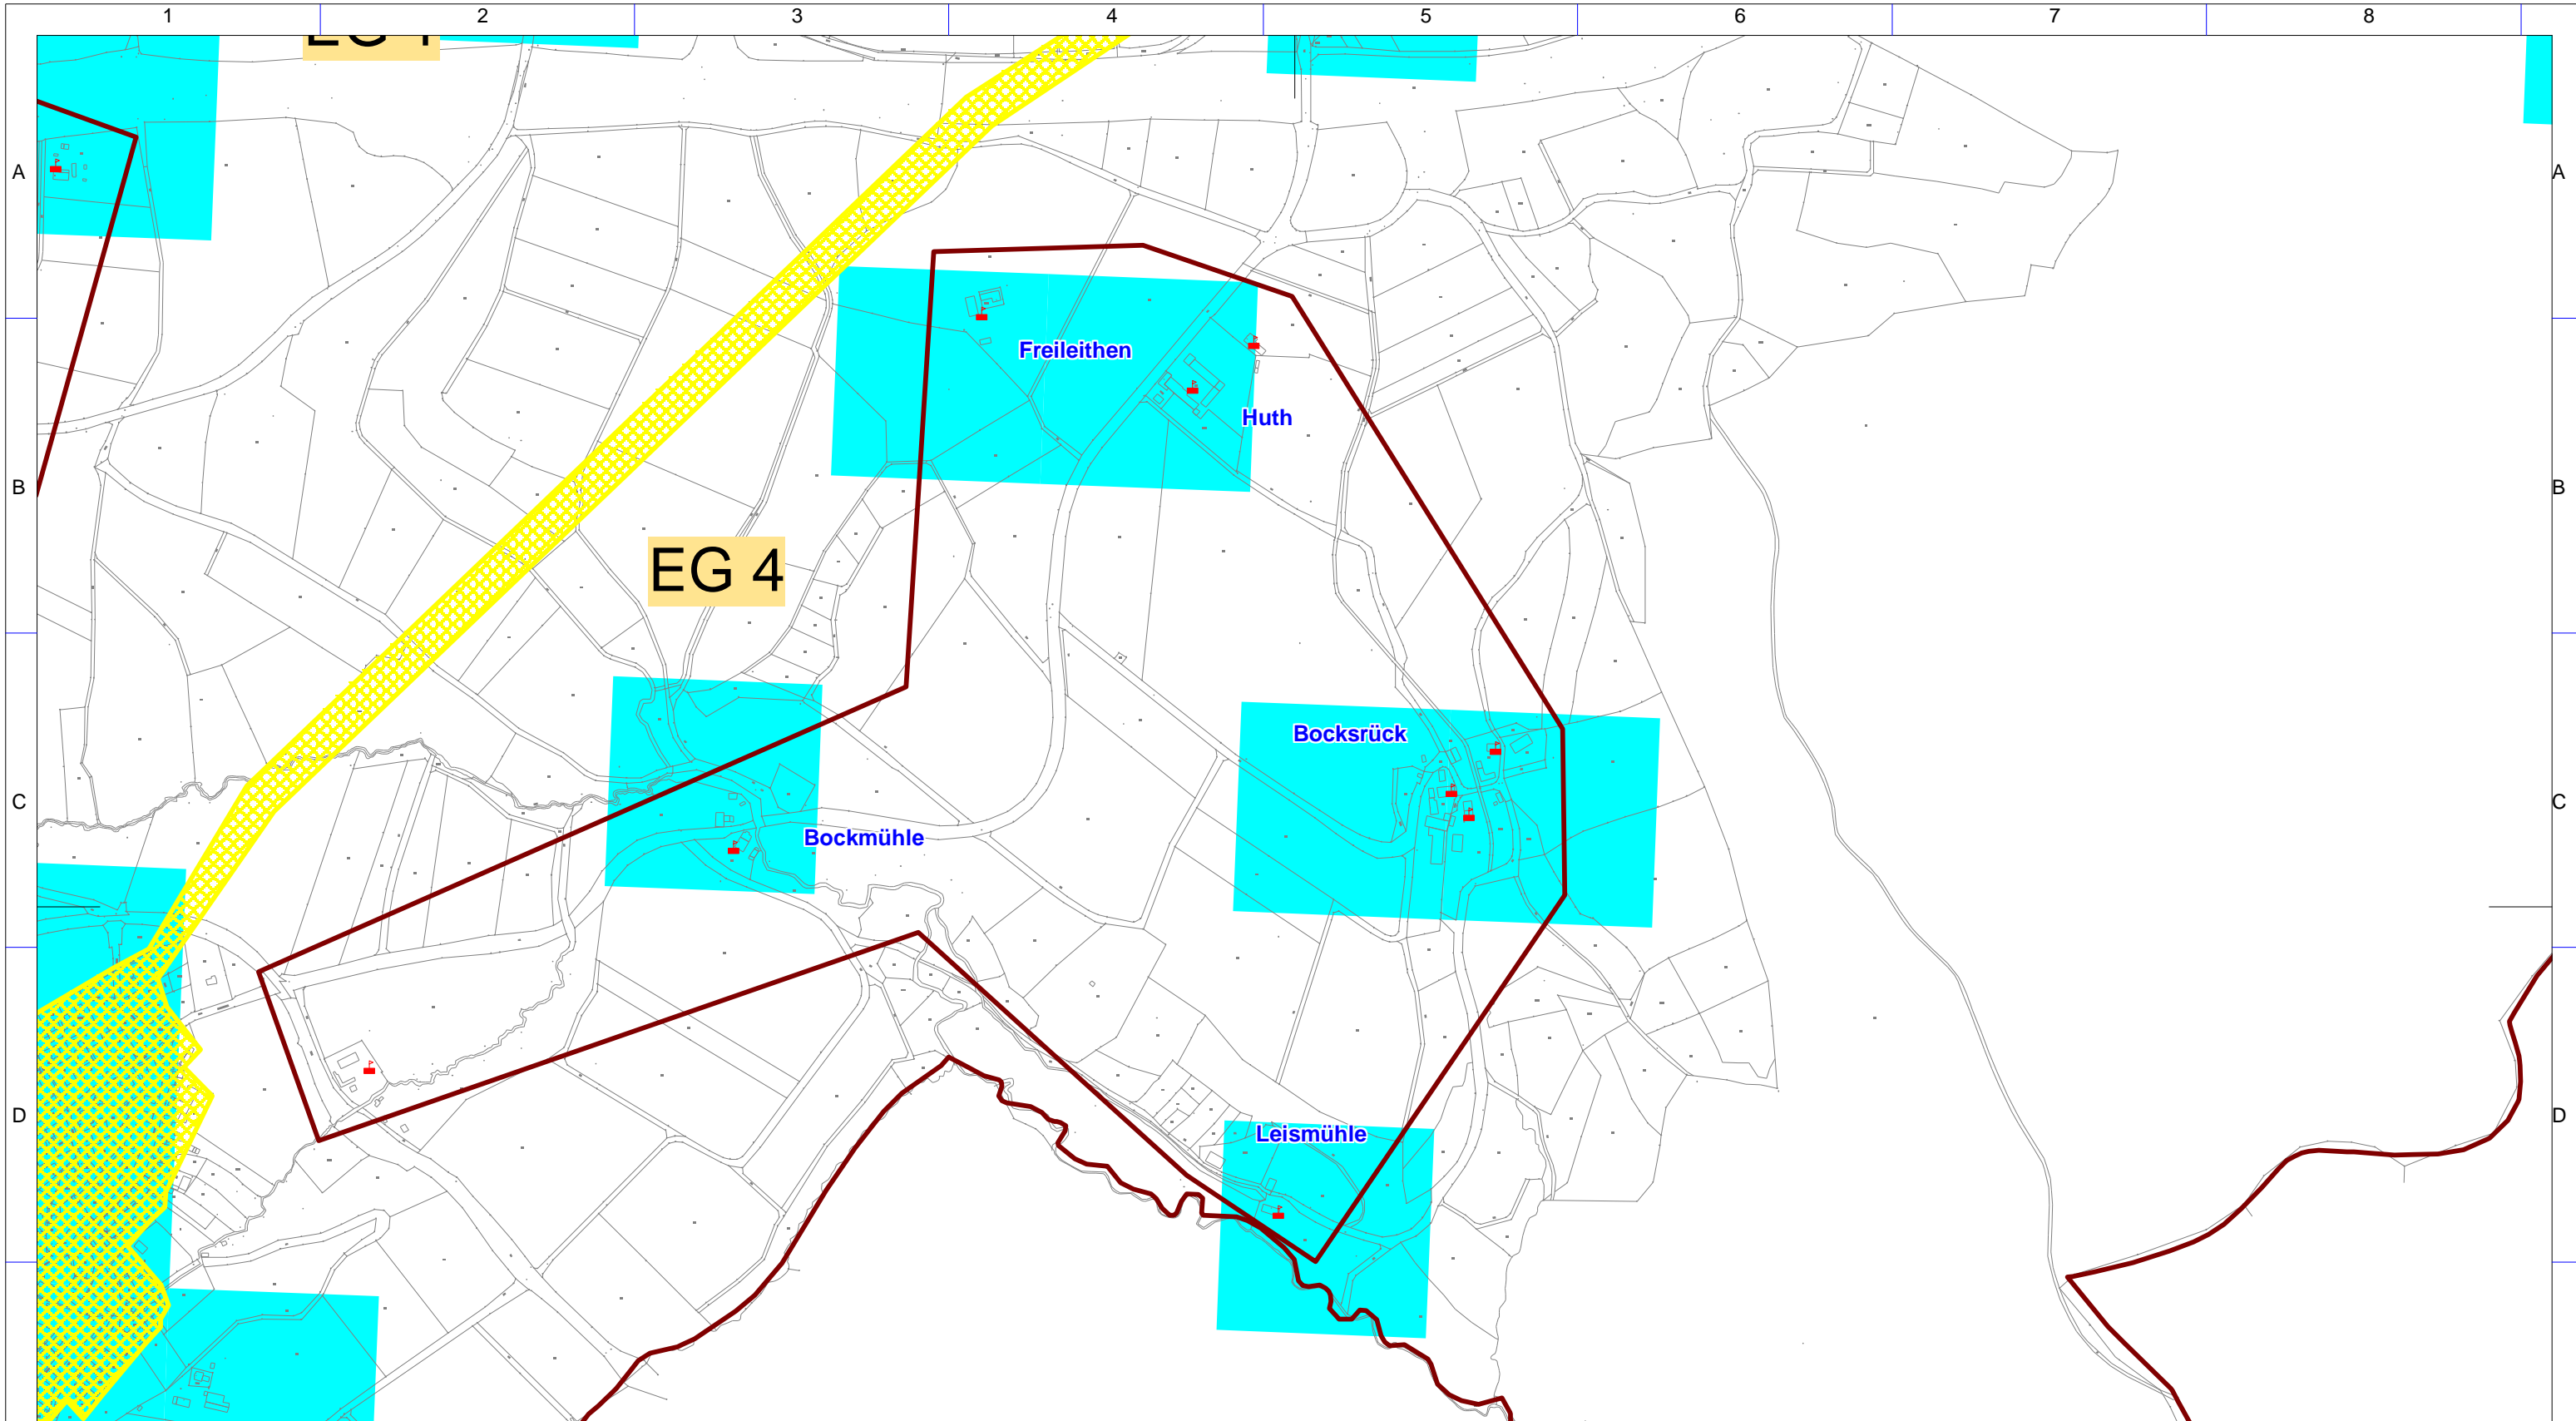 1 2 3 4 5 6 7 8
A A
Freileithen
Huth
B B
EG 4
Bocksrück
C C
Bockmühle
D D
Leismühle